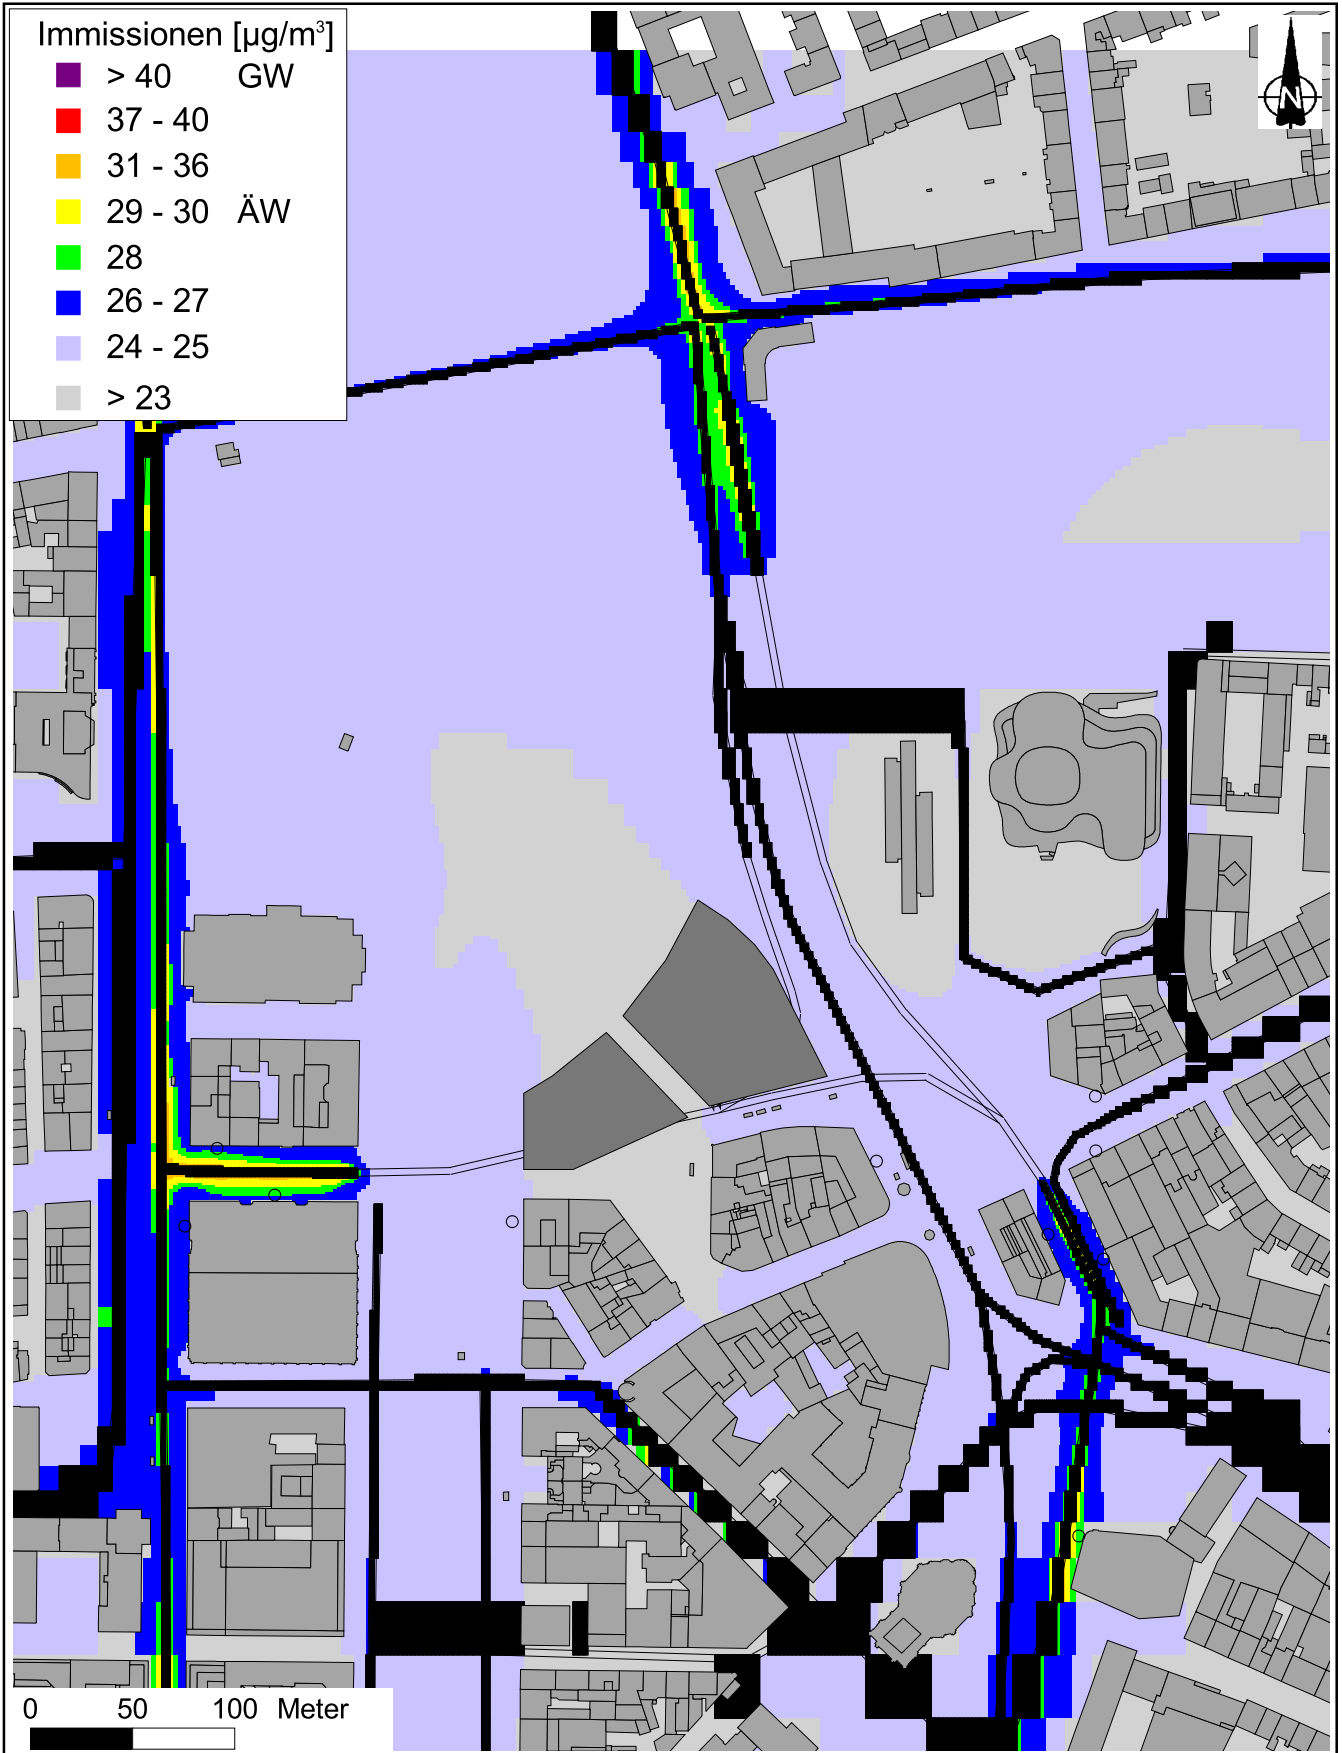 Immissionen [µg/m³]
> 40 GW
37 - 40
31 - 36
29 - 30 ÄW
28
26 - 27
24 - 25
> 23
N
0 50 100 Meter